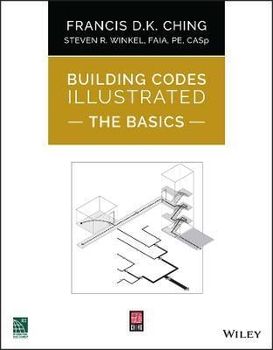 FRANCIS D.K. CHING
STEVEN R. WINKEL, FAIA, PE, CASp
BUILDING CODES
ILLUSTRATED
— THE BASICS —
WILEY